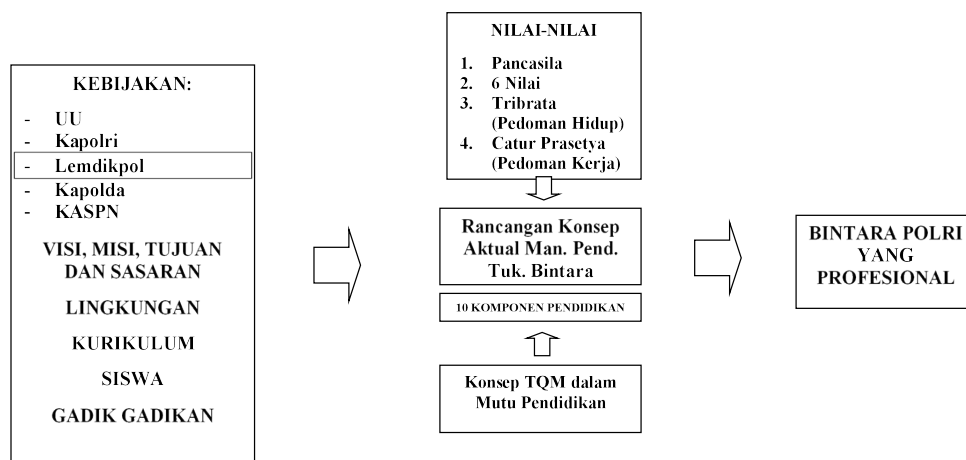 KEBIJAKAN:
- UU
- Kapolri
- Lemdikpol
- Kapolda
- KASPN
VISI, MISI, TUJUAN
DAN SASARAN
LINGKUNGAN
KURIKULUM
SISWA
GADIK GADIKAN
NILAI-NILAI
1. Pancasila
2. 6 Nilai
3. Tribrata
(Pedoman Hidup)
4. Catur Prasetya
(Pedoman Kerja)
Rancangan Konsep
Aktual Man. Pend.
Tuk. Bintara
10 KOMPONEN PENDIDIKAN
Konsep TQM dalam
Mutu Pendidikan
BINTARA POLRI
YANG
PROFESIONAL